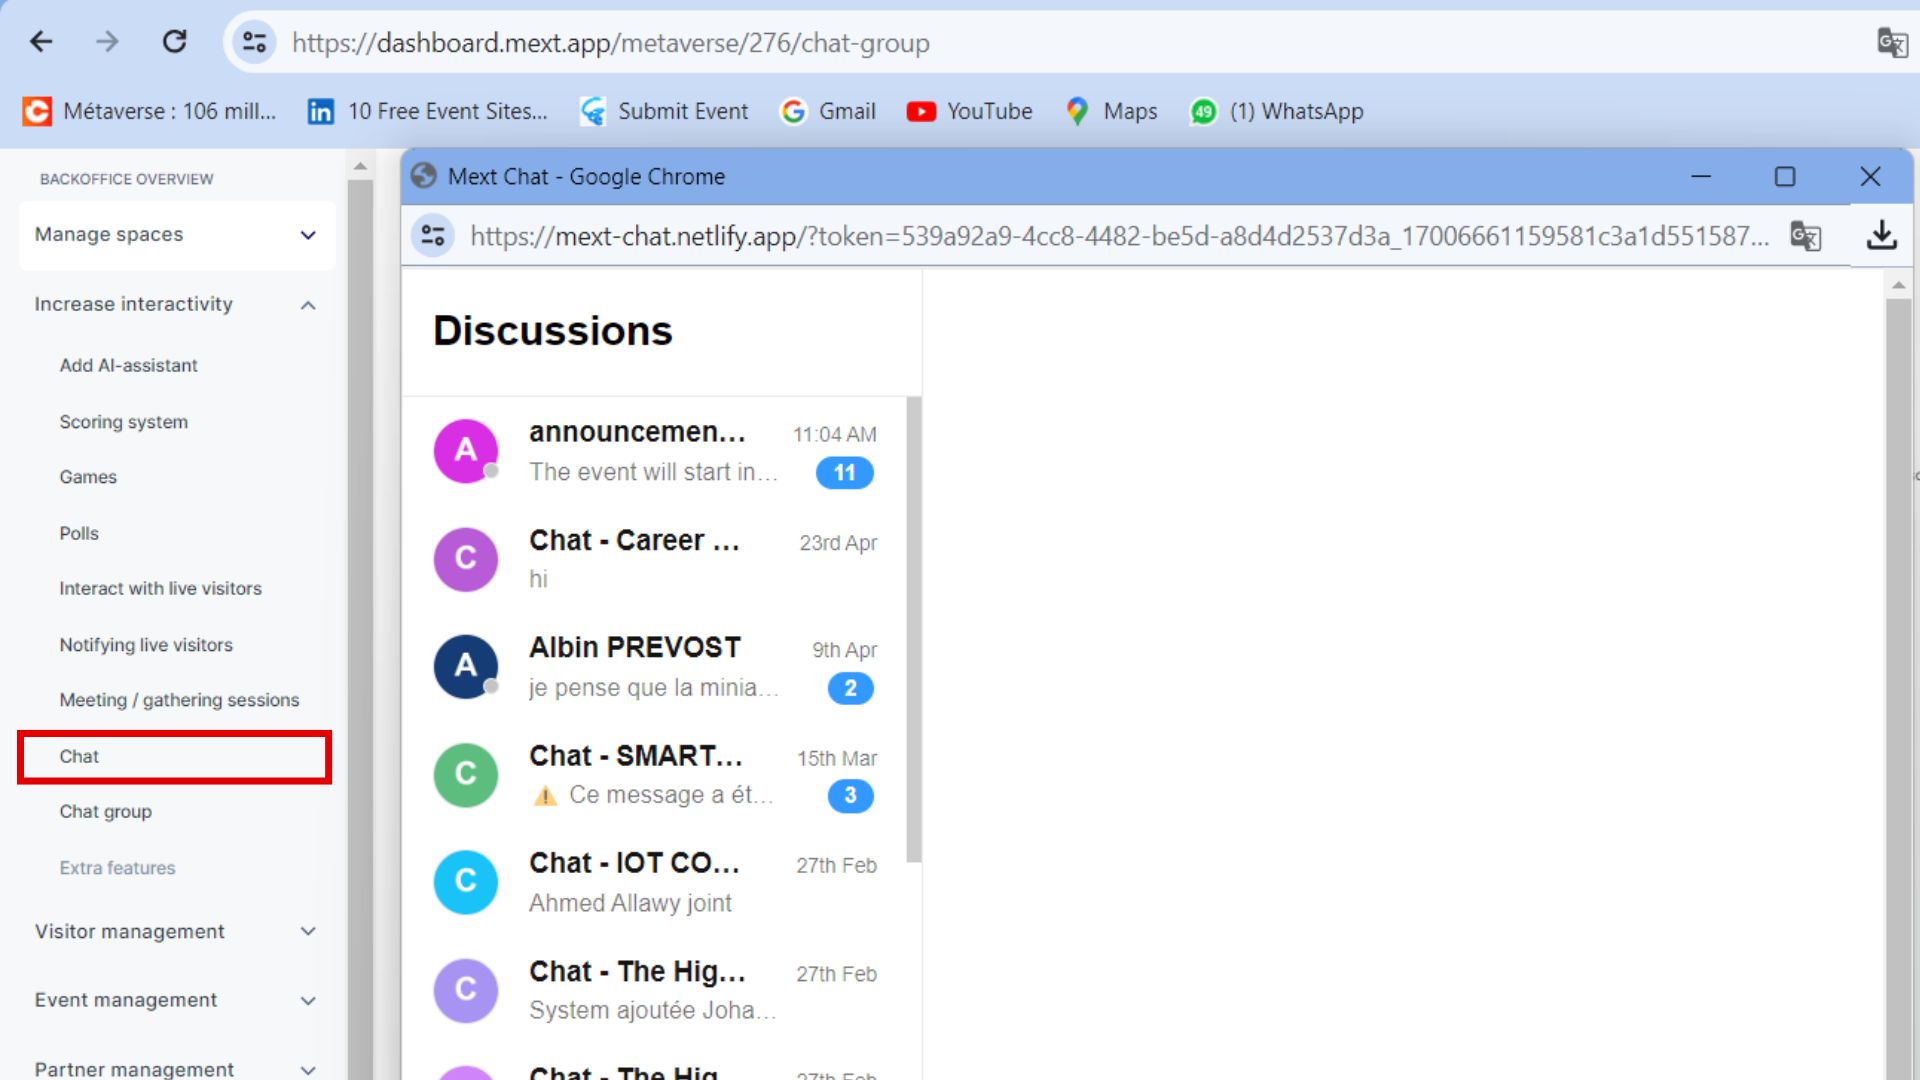 https://dashboard.mext.app/metaverse/276/chat-group
Métaverse : 106 mill...
10 Free Event Sites...
Submit Event
Gmail
YouTube
Maps
49
(1) WhatsApp
BACKOFFICE OVERVIEW
Manage spaces
Increase interactivity
Add AI-assistant
Scoring system
Games
Polls
Interact with live visitors
Notifying live visitors
Meeting / gathering sessions
Chat
Chat group
Extra features
Visitor management
Event management
Partner management
Mext Chat - Google Chrome
https://mext-chat.netlify.app/?token=539a92a9-4cc8-4482-be5d-a8d4d2537d3a_17006661159581c3a1d551587...
Discussions
A
announcemen...
11:04 AM
The event will start in...
11
C
Chat - Career ...
23rd Apr
hi
A
Albin PREVOST
9th Apr
je pense que la minia...
2
C
Chat - SMART...
15th Mar
Ce message a ét...
3
C
Chat - IOT CO...
27th Feb
Ahmed Allawy joint
C
Chat - The Hig...
27th Feb
System ajoutée Joha...
Chat - The Hig
27th Feb